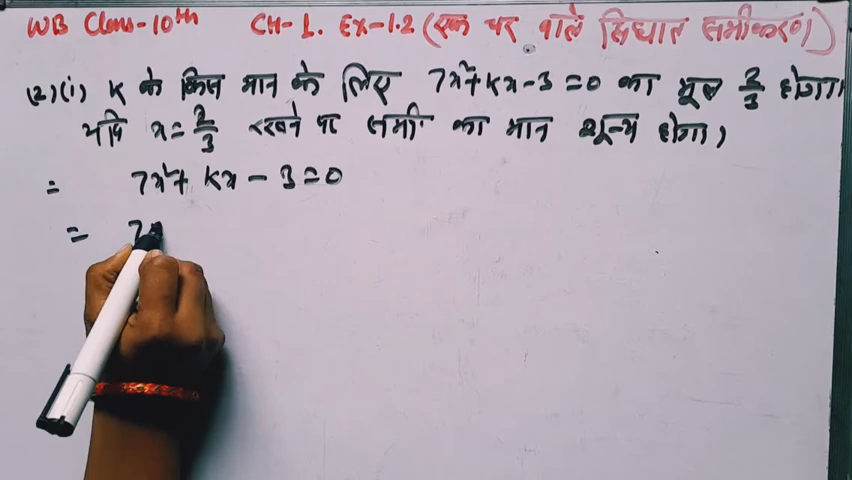 WB Class-10th CH-1. Ex-1.2 (एक चर वाले द्विघात समीकरण)
(2)(i) K के किस मान के लिए 7x²+Kx-3=0 का मूल 2/3 होगा
यदि x=2/3 रखने पर समी॰ का मान शून्य होगा,
= 7x²+ Kx - 3 = 0
= 7